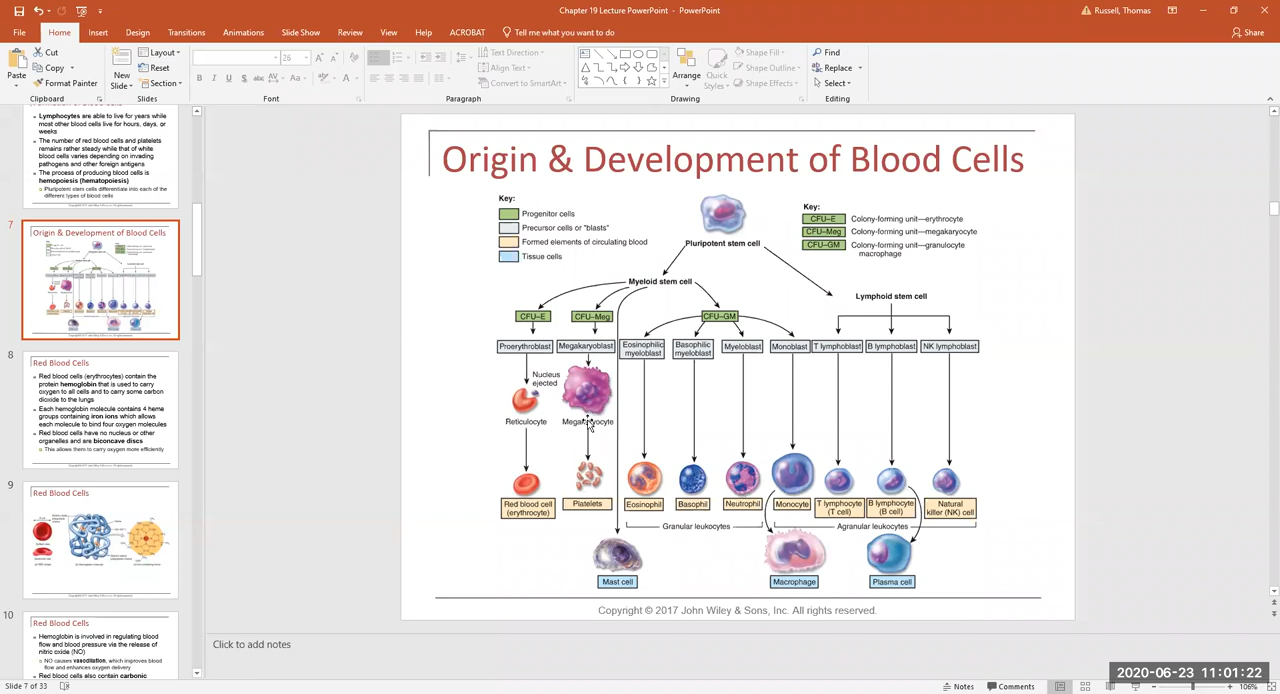 Chapter 19 Lecture PowerPoint - PowerPoint
Russell, Thomas
File Home Insert Design Transitions Animations Slide Show Review View Help ACROBAT Tell me what you want to do Share
Paste
Cut
Copy
Format Painter
Clipboard
New Slide
Layout
Reset
Section
Slides
26
Font
Text Direction
Align Text
Convert to SmartArt
Paragraph
Arrange
Quick Styles
Shape Fill
Shape Outline
Shape Effects
Drawing
Find
Replace
Select
Editing
Lymphocytes are able to live for years while
most other blood cells live for hours, days, or
weeks
The number of red blood cells and platelets
remains rather steady while that of white
blood cells varies depending on invading
pathogens and other foreign antigens
The process of producing blood cells is
hemopoiesis (hematopoiesis)
Pluripotent stem cells differentiate into each of the
different types of blood cells
7
Origin & Development of Blood Cells
8
Red Blood Cells
Red blood cells (erythrocytes) contain the
protein hemoglobin that is used to carry
oxygen to all cells and to carry some carbon
dioxide to the lungs
Each hemoglobin molecule contains 4 heme
groups containing iron ions which allows
each molecule to bind four oxygen molecules
Red blood cells have no nucleus or other
organelles and are biconcave discs
This allows them to carry oxygen more efficiently
9
Red Blood Cells
10
Red Blood Cells
Hemoglobin is involved in regulating blood
flow and blood pressure via the release of
nitric oxide (NO)
NO causes vasodilation, which improves blood
flow and enhances oxygen delivery
Red blood cells also contain carbonic
Origin & Development of Blood Cells
Key:
Progenitor cells
Precursor cells or "blasts"
Formed elements of circulating blood
Tissue cells
Key:
CFU–E Colony-forming unit—erythrocyte
CFU–Meg Colony-forming unit—megakaryocyte
CFU–GM Colony-forming unit—granulocyte
macrophage
Pluripotent stem cell
Myeloid stem cell
Lymphoid stem cell
CFU–E CFU–Meg CFU–GM
Proerythroblast Megakaryoblast Eosinophilic myeloblast Basophilic myeloblast Myeloblast Monoblast T lymphoblast B lymphoblast NK lymphoblast
Nucleus
ejected
Reticulocyte Megakaryocyte
Red blood cell (erythrocyte) Platelets Eosinophil Basophil Neutrophil Monocyte T lymphocyte (T cell) B lymphocyte (B cell) Natural killer (NK) cell
Granular leukocytes Agranular leukocytes
Mast cell Macrophage Plasma cell
Copyright © 2017 John Wiley & Sons, Inc. All rights reserved.
Click to add notes
2020-06-23 11:01:22
Slide 7 of 33 Notes Comments 106%